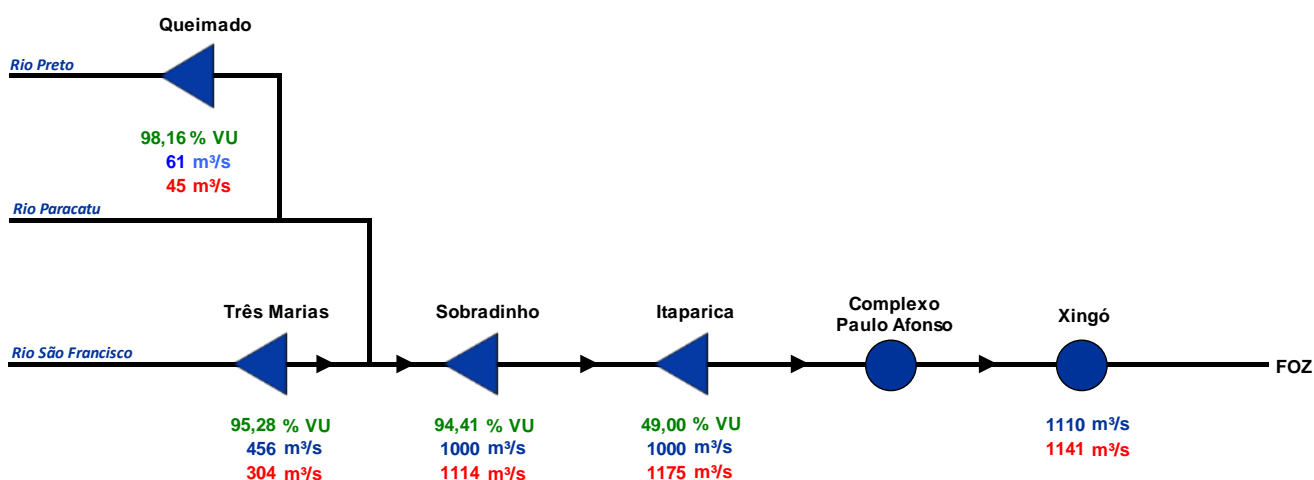 Queimado
Rio Preto
98,16 % VU
61 m³/s
45 m³/s
Rio Paracatu
Três Marias
Sobradinho
Itaparica
Complexo
Paulo Afonso
Xingó
Rio São Francisco
FOZ
95,28 % VU
456 m³/s
304 m³/s
94,41 % VU
1000 m³/s
1114 m³/s
49,00 % VU
1000 m³/s
1175 m³/s
1110 m³/s
1141 m³/s